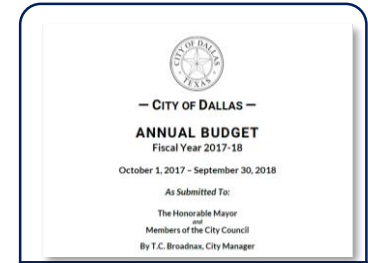 CITY OF DALLAS
TEXAS
— CITY OF DALLAS —
ANNUAL BUDGET
Fiscal Year 2017-18
October 1, 2017 – September 30, 2018
As Submitted To:
The Honorable Mayor
and
Members of the City Council
By T.C. Broadnax, City Manager